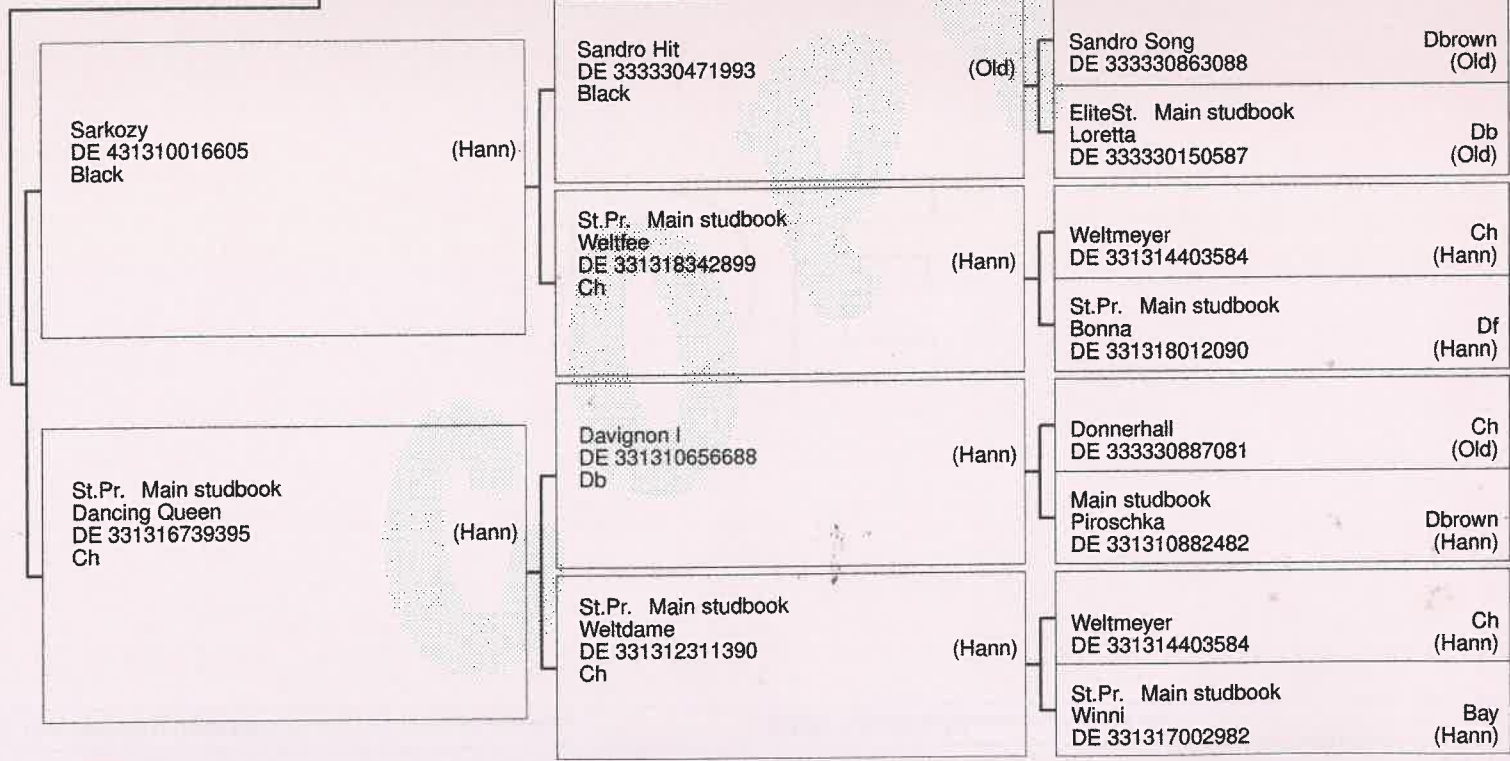 Sarkozy
DE 431310016605 (Hann)
Black
St.Pr. Main studbook
Dancing Queen
DE 331316739395 (Hann)
Ch
Sandro Hit
DE 333330471993 (Old)
Black
St.Pr. Main studbook
Weltfee
DE 331318342899 (Hann)
Ch
Davignon I
DE 331310656688 (Hann)
Db
St.Pr. Main studbook
Weltdame
DE 331312311390 (Hann)
Ch
Sandro Song Dbrown
DE 333330863088 (Old)
EliteSt. Main studbook
Loretta Db
DE 333330150587 (Old)
Weltmeyer Ch
DE 331314403584 (Hann)
St.Pr. Main studbook
Bonna Df
DE 331318012090 (Hann)
Donnerhall Ch
DE 333330887081 (Old)
Main studbook
Piroschka Dbrown
DE 331310882482 (Hann)
Weltmeyer Ch
DE 331314403584 (Hann)
St.Pr. Main studbook
Winni Bay
DE 331317002982 (Hann)